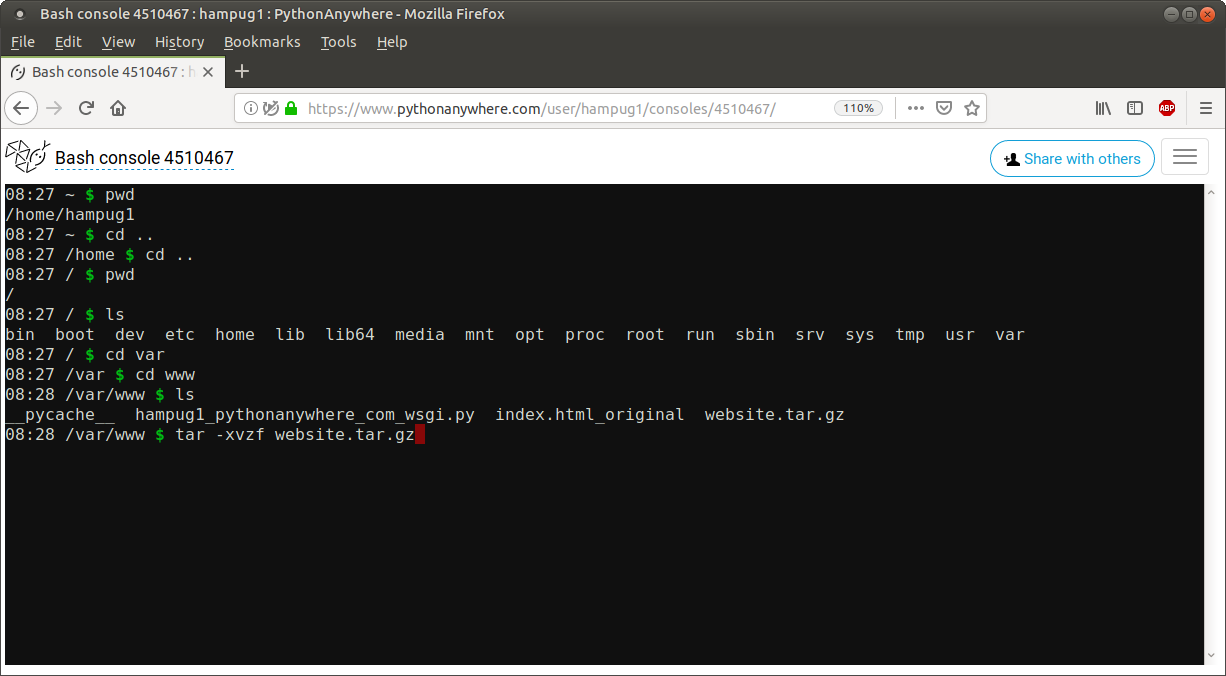 Bash console 4510467 : hampug1 : PythonAnywhere - Mozilla Firefox
File Edit View History Bookmarks Tools Help
Bash console 4510467 : h
https://www.pythonanywhere.com/user/hampug1/consoles/4510467/ 110% ABP
Bash console 4510467 Share with others
08:27 ~ $ pwd
/home/hampug1
08:27 ~ $ cd ..
08:27 /home $ cd ..
08:27 / $ pwd
/
08:27 / $ ls
bin  boot  dev  etc  home  lib  lib64  media  mnt  opt  proc  root  run  sbin  srv  sys  tmp  usr  var
08:27 / $ cd var
08:27 /var $ cd www
08:28 /var/www $ ls
__pycache__  hampug1_pythonanywhere_com_wsgi.py  index.html_original  website.tar.gz
08:28 /var/www $ tar -xvzf website.tar.gz